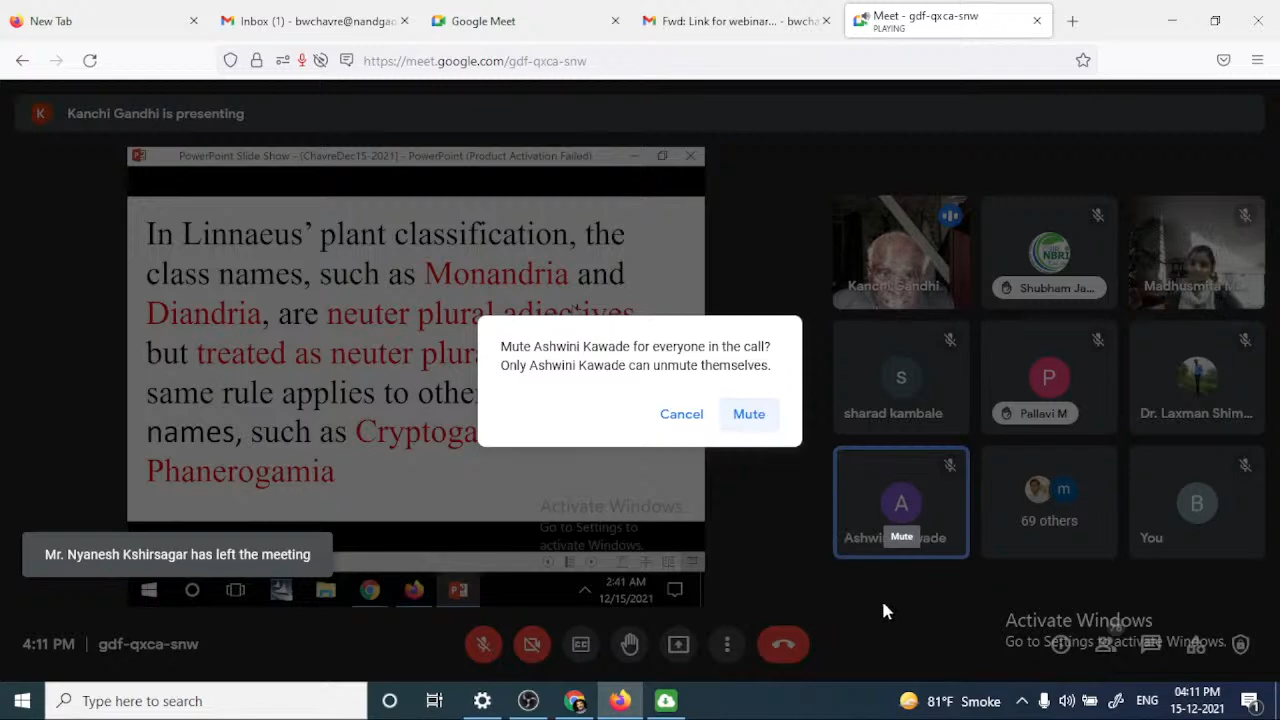 New Tab
Inbox (1) - bwchavre@nandgao
Google Meet
Fwd: Link for webinar... - bwcha
Meet - gdf-qxca-snw
PLAYING
https://meet.google.com/gdf-qxca-snw
K
Kanchi Gandhi is presenting
PowerPoint Slide Show - [ChavreDec15-2021] - PowerPoint (Product Activation Failed)
In Linnaeus’ plant classification, the
class names, such as Monandria and
Diandria, are neuter plural adjectives
but treated as neuter plur
same rule applies to othe
names, such as Cryptoga
Phanerogamia
Mute Ashwini Kawade for everyone in the call?
Only Ashwini Kawade can unmute themselves.
Cancel
Mute
Kanchi Gandhi
NBRI
Shubham Ja...
Madhusmita M...
s
sharad kambale
P
Pallavi M
Dr. Laxman Shim...
A
Mute
m
69 others
B
You
Activate Windows
Go to Settings to
activate Windows.
Mr. Nyanesh Kshirsagar has left the meeting
2:41 AM
12/15/2021
4:11 PM | gdf-qxca-snw
Activate Windows
Go to Settings to activate Windows.
Type here to search
81°F Smoke
ENG
04:11 PM
15-12-2021
1